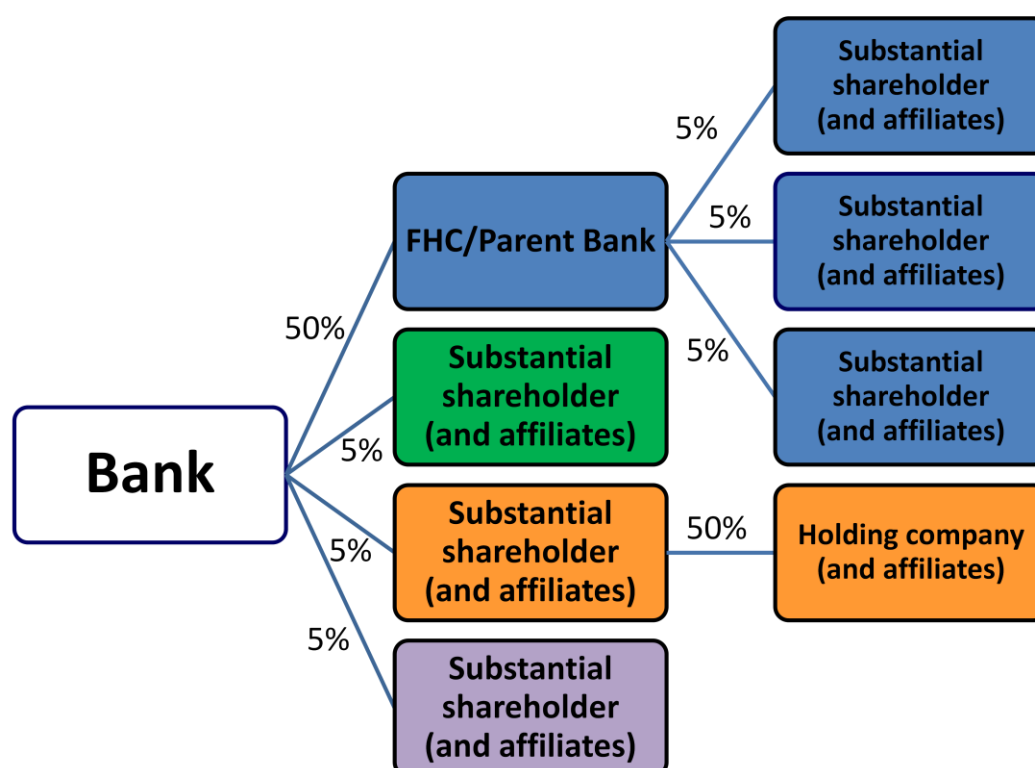 Substantial
shareholder
(and affiliates)
5%
FHC/Parent Bank
5%
Substantial
shareholder
(and affiliates)
50%
5%
Substantial
shareholder
(and affiliates)
Substantial
shareholder
(and affiliates)
Bank
5%
5%
Substantial
shareholder
(and affiliates)
50%
Holding company
(and affiliates)
5%
Substantial
shareholder
(and affiliates)